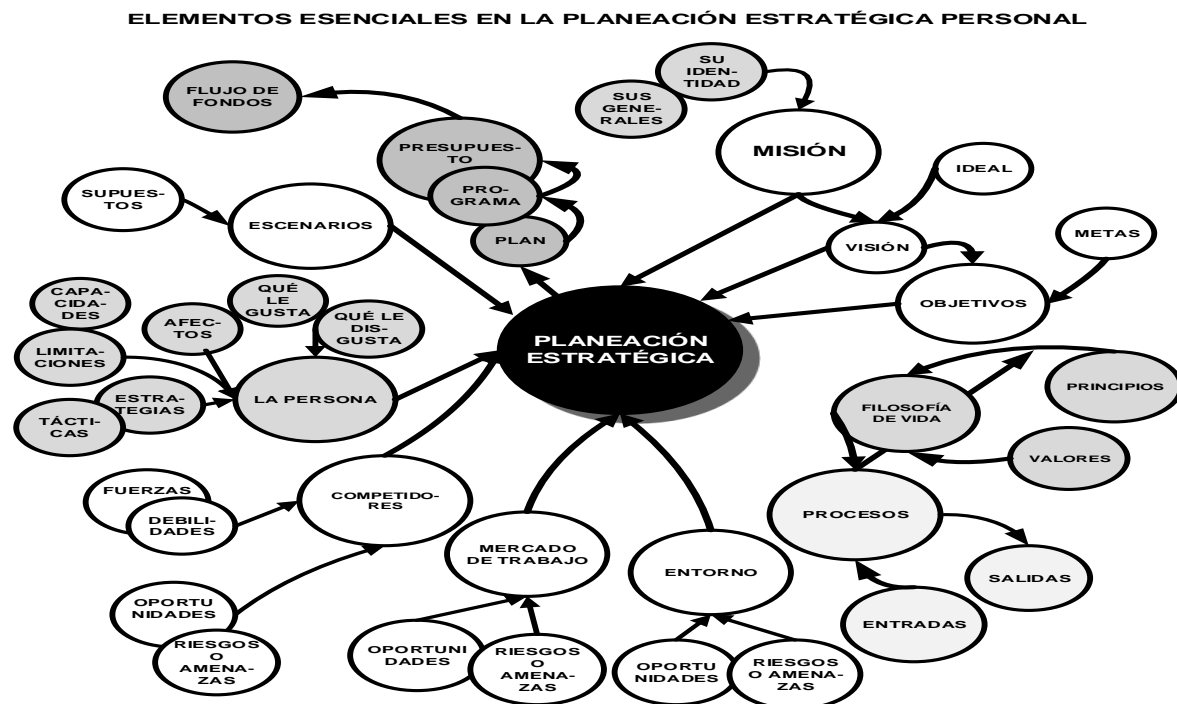 ELEMENTOS ESENCIALES EN LA PLANEACIÓN ESTRATÉGICA PERSONAL
SU
IDEN-
TIDAD
SUS
GENE-
RALES
MISIÓN
IDEAL
VISIÓN
METAS
OBJETIVOS
FLUJO DE
FONDOS
PRESUPUES-
TO
PRO-
GRAMA
PLAN
SUPUES-
TOS
ESCENARIOS
PLANEACIÓN
ESTRATÉGICA
CAPA-
CIDADES
LIMITA-
CIONES
AFEC-
TOS
QUÉ
LE
GUSTA
QUÉ LE
DIS-
GUSTA
ESTRA-
TEGIAS
TÁCTI-
CAS
LA PERSONA
PRINCIPIOS
FILOSOFÍA
DE VIDA
VALORES
PROCESOS
SALIDAS
ENTRADAS
FUERZAS
DEBILI-
DADES
COMPETIDO-
RES
OPORTU
NIDADES
RIESGOS
O
AMENA-
ZAS
MERCADO
DE TRABAJO
OPORTUNI
DADES
RIESGOS
O
AMENA-
ZAS
ENTORNO
OPORTU
NIDADES
RIESGOS
O AMENA-
ZAS